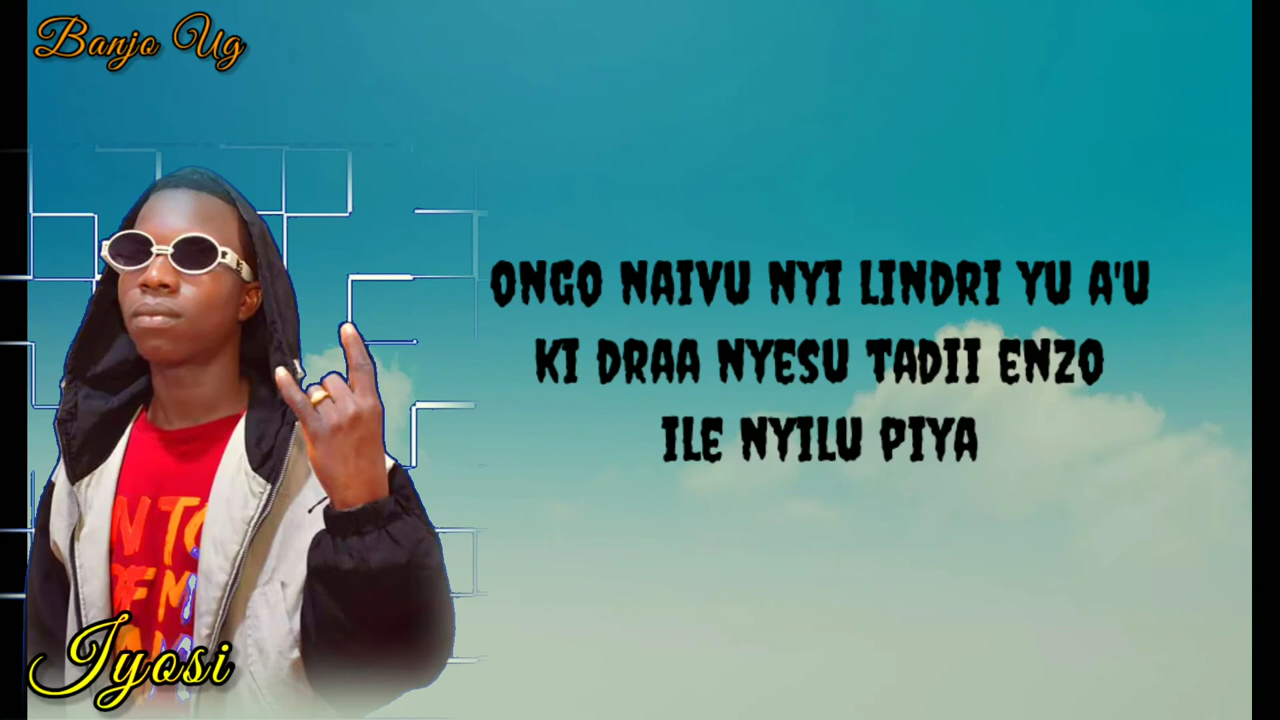 Banjo Ug
ONGO NAIVU NYI LINDRI YU A'U
KI DRAA NYESU TADII ENZO
ILE NYILU PIYA
Iyosi